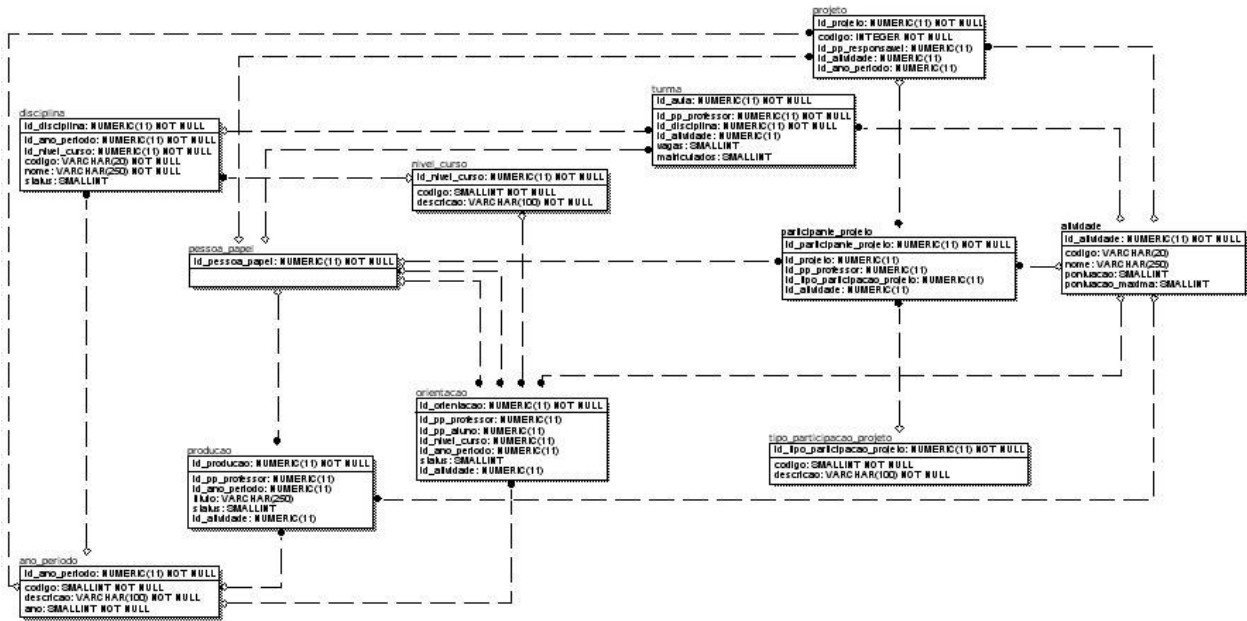 projeto
id_projeto: NUMERIC(11) NOT NULL
codigo: INTEGER NOT NULL
id_pp_responsavel: NUMERIC(11)
id_atividade: NUMERIC(11)
id_ano_periodo: NUMERIC(11)
turma
id_aula: NUMERIC(11) NOT NULL
id_pp_professor: NUMERIC(11) NOT NULL
id_disciplina: NUMERIC(11) NOT NULL
id_atividade: NUMERIC(11)
vagas: SMALLINT
matriculados: SMALLINT
disciplina
id_disciplina: NUMERIC(11) NOT NULL
id_ano_periodo: NUMERIC(11) NOT NULL
id_nivel_curso: NUMERIC(11) NOT NULL
codigo: VARCHAR(20) NOT NULL
nome: VARCHAR(250) NOT NULL
status: SMALLINT
nivel_curso
id_nivel_curso: NUMERIC(11) NOT NULL
codigo: SMALLINT NOT NULL
descricao: VARCHAR(100) NOT NULL
pessoa_papel
id_pessoa_papel: NUMERIC(11) NOT NULL
participante_projeto
id_participante_projeto: NUMERIC(11) NOT NULL
id_projeto: NUMERIC(11)
id_pp_professor: NUMERIC(11)
id_tipo_participacao_projeto: NUMERIC(11)
id_atividade: NUMERIC(11)
atividade
id_atividade: NUMERIC(11) NOT NULL
codigo: VARCHAR(20)
nome: VARCHAR(250)
pontuacao: SMALLINT
pontuacao_maxima: SMALLINT
orientacao
id_orientacao: NUMERIC(11) NOT NULL
id_pp_professor: NUMERIC(11)
id_pp_aluno: NUMERIC(11)
id_nivel_curso: NUMERIC(11)
id_ano_periodo: NUMERIC(11)
status: SMALLINT
id_atividade: NUMERIC(11)
tipo_participacao_projeto
id_tipo_participacao_projeto: NUMERIC(11) NOT NULL
codigo: SMALLINT NOT NULL
descricao: VARCHAR(100) NOT NULL
producao
id_producao: NUMERIC(11) NOT NULL
id_pp_professor: NUMERIC(11)
id_ano_periodo: NUMERIC(11)
titulo: VARCHAR(250)
status: SMALLINT
id_atividade: NUMERIC(11)
ano_periodo
id_ano_periodo: NUMERIC(11) NOT NULL
codigo: SMALLINT NOT NULL
descricao: VARCHAR(100) NOT NULL
ano: SMALLINT NOT NULL